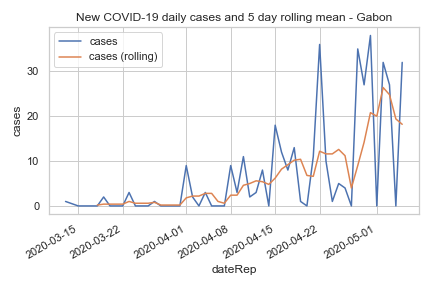 New COVID-19 daily cases and 5 day rolling mean - Gabon
cases
cases (rolling)
cases
30
20
10
0
2020-03-15
2020-03-22
2020-04-01
2020-04-08
2020-04-15
2020-04-22
2020-05-01
dateRep